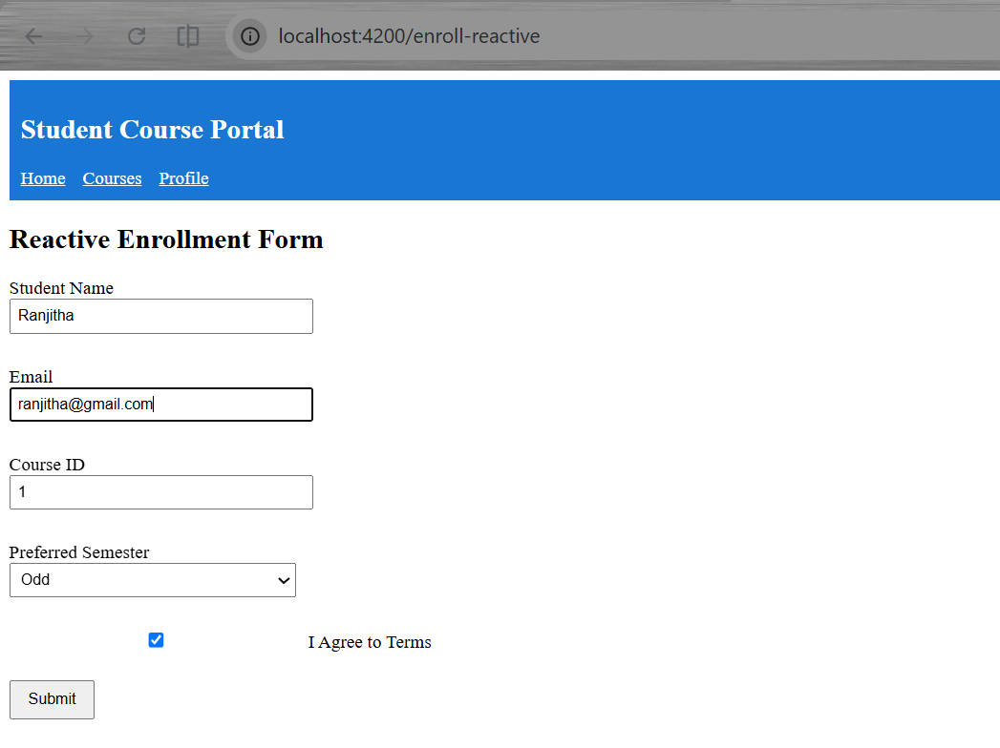 localhost:4200/enroll-reactive
Student Course Portal
Home Courses Profile
Reactive Enrollment Form
Student Name
Ranjitha
Email
ranjitha@gmail.com
Course ID
1
Preferred Semester
Odd
I Agree to Terms
Submit